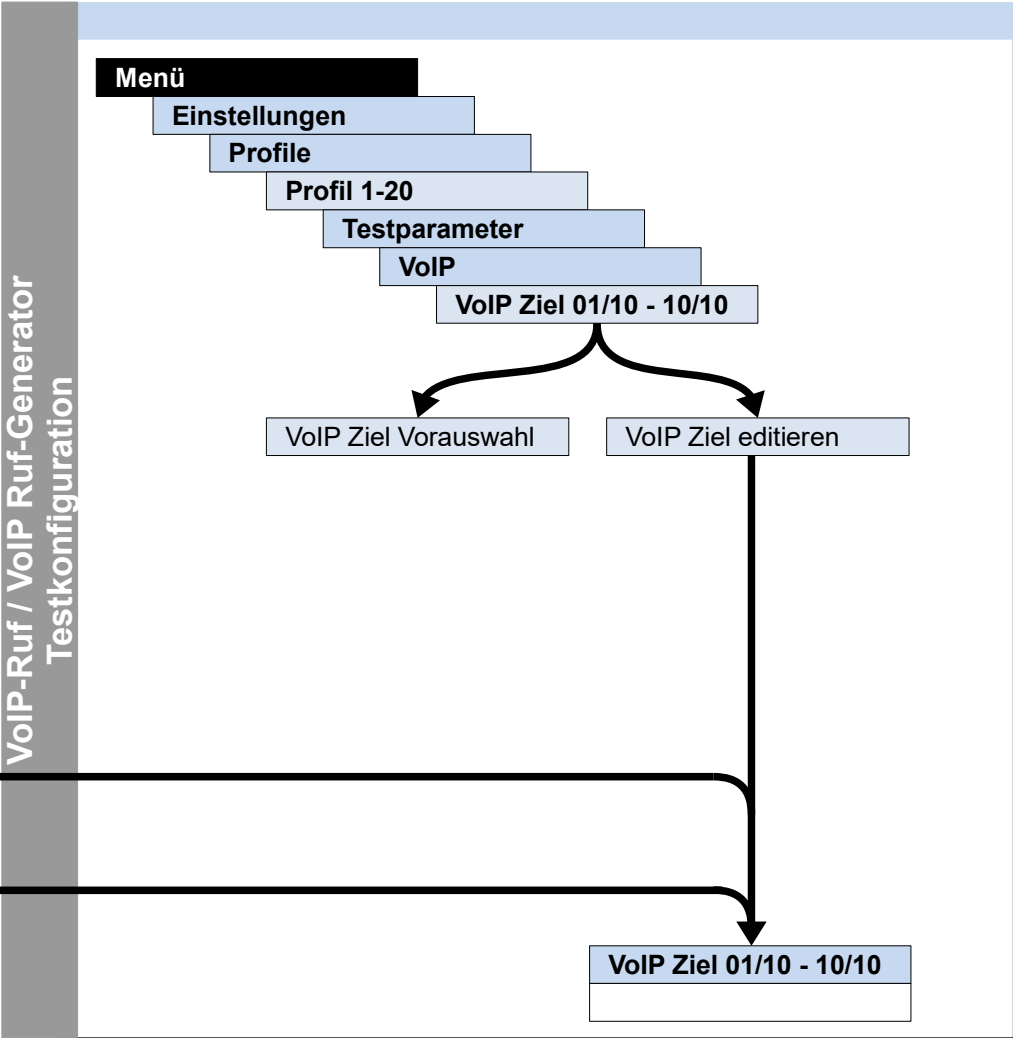 VoIP-Ruf / VoIP Ruf-Generator
Testkonfiguration
Menü
Einstellungen
Profile
Profil 1-20
Testparameter
VoIP
VoIP Ziel 01/10 - 10/10
VoIP Ziel Vorauswahl
VoIP Ziel editieren
VoIP Ziel 01/10 - 10/10